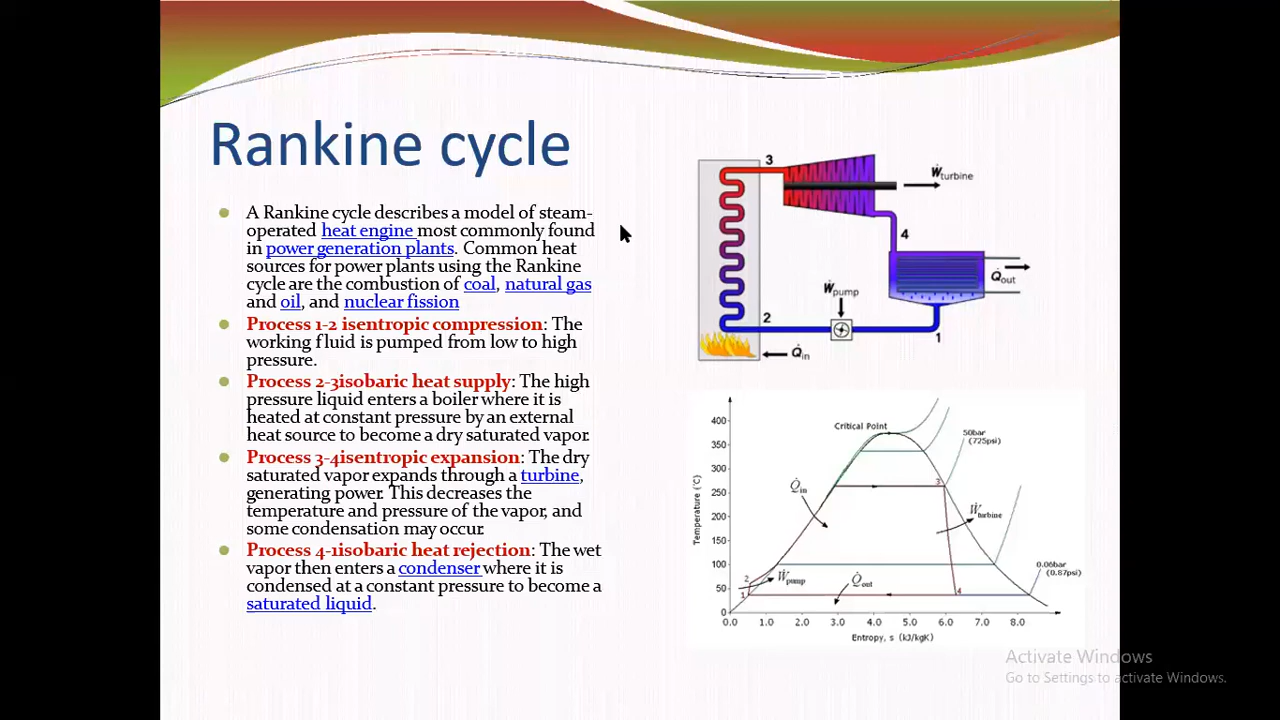 Rankine cycle
A Rankine cycle describes a model of steam-
operated heat engine most commonly found
in power generation plants. Common heat
sources for power plants using the Rankine
cycle are the combustion of coal, natural gas
and oil, and nuclear fission
Process 1-2 isentropic compression: The
working fluid is pumped from low to high
pressure.
Process 2-3isobaric heat supply: The high
pressure liquid enters a boiler where it is
heated at constant pressure by an external
heat source to become a dry saturated vapor.
Process 3-4isentropic expansion: The dry
saturated vapor expands through a turbine,
generating power. This decreases the
temperature and pressure of the vapor, and
some condensation may occur.
Process 4-1isobaric heat rejection: The wet
vapor then enters a condenser where it is
condensed at a constant pressure to become a
saturated liquid.
3
Ẇturbine
4
Q̇out
Ẇpump
2
1
Q̇in
400
350
300
250
200
100
50
0
Temperature (°C)
Critical Point
50bar
(725psi)
3
Q̇in
Ẇturbine
0.06bar
(0.87psi)
2
Ẇpump
Q̇out
1
4
0.0 1.0 2.0 3.0 4.0 5.0 6.0 7.0 8.0
Entropy, s (kJ/kgK)
Activate Windows
Go to Settings to activate Windows.